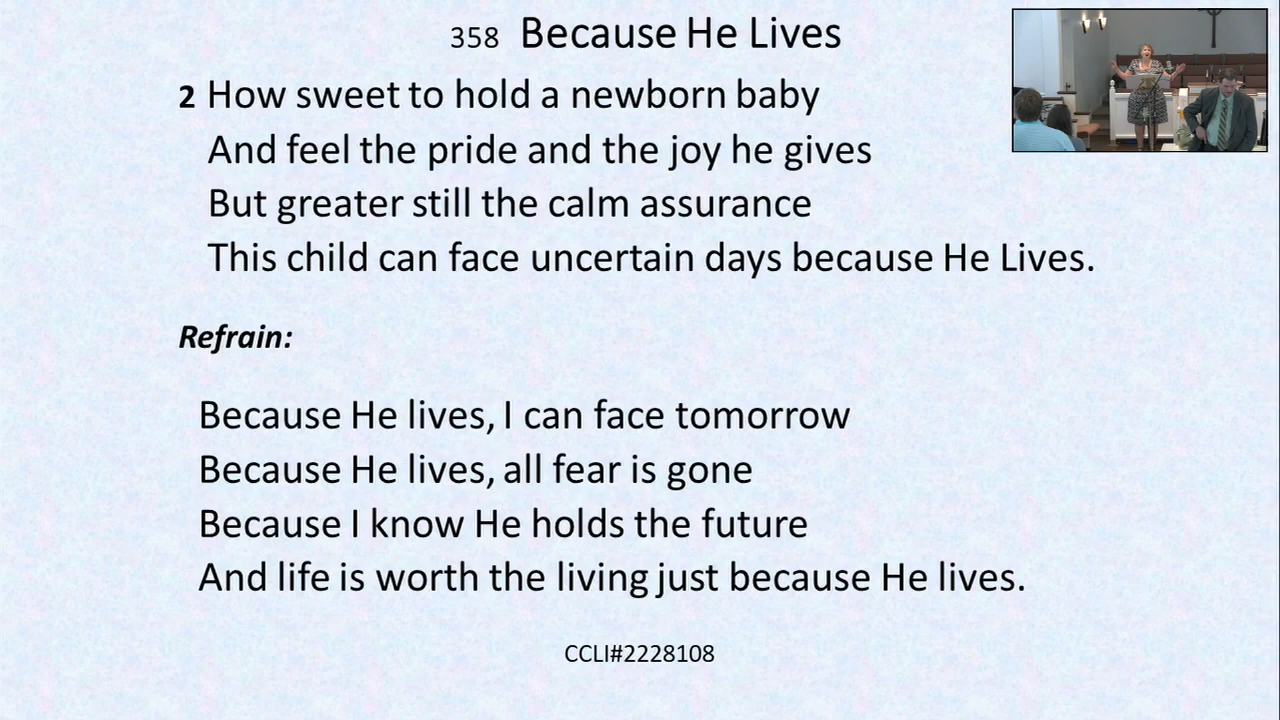 358 Because He Lives
2 How sweet to hold a newborn baby
And feel the pride and the joy he gives
But greater still the calm assurance
This child can face uncertain days because He Lives.
Refrain:
Because He lives, I can face tomorrow
Because He lives, all fear is gone
Because I know He holds the future
And life is worth the living just because He lives.
CCLI#2228108